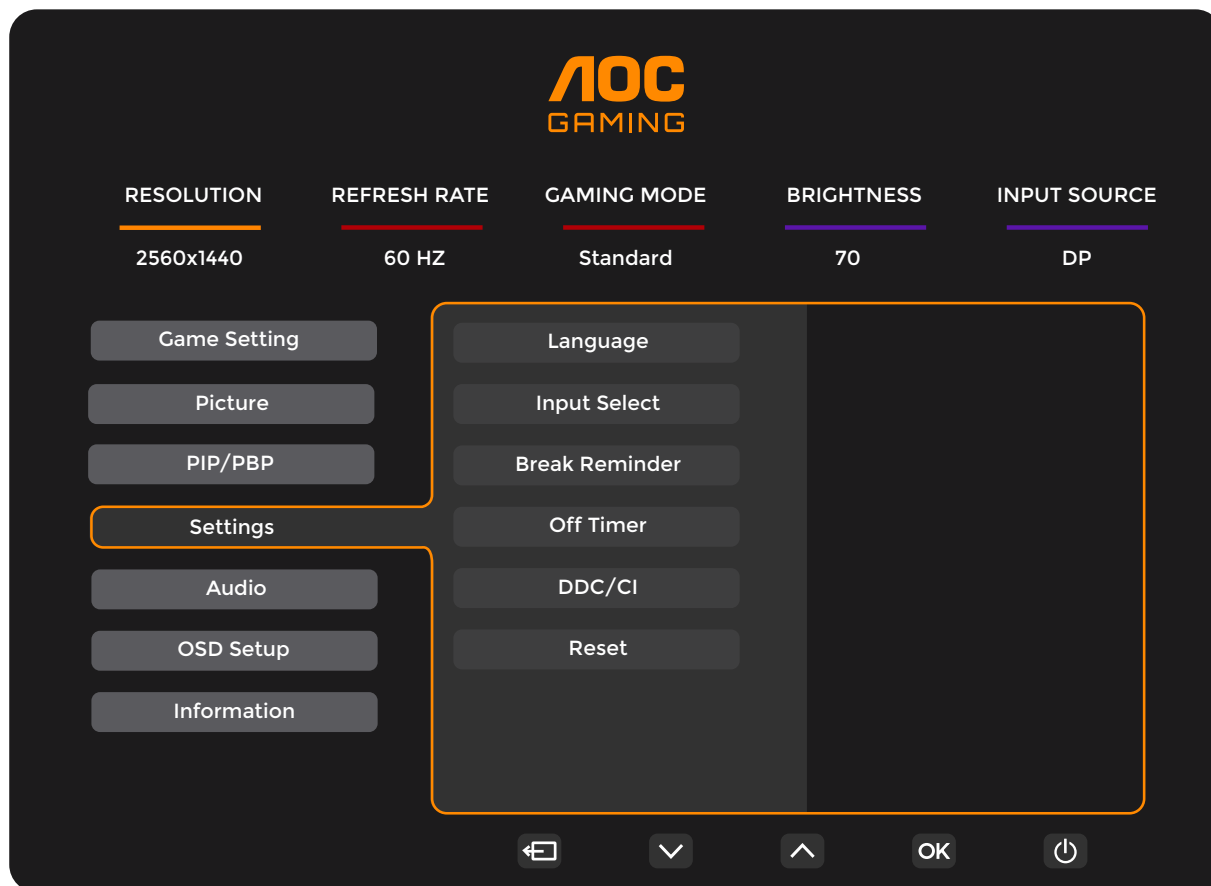 AOC
GAMING
RESOLUTION REFRESH RATE GAMING MODE BRIGHTNESS INPUT SOURCE
2560x1440 60 HZ Standard 70 DP
Game Setting
Picture
PIP/PBP
Settings
Audio
OSD Setup
Information
Language
Input Select
Break Reminder
Off Timer
DDC/CI
Reset
OK